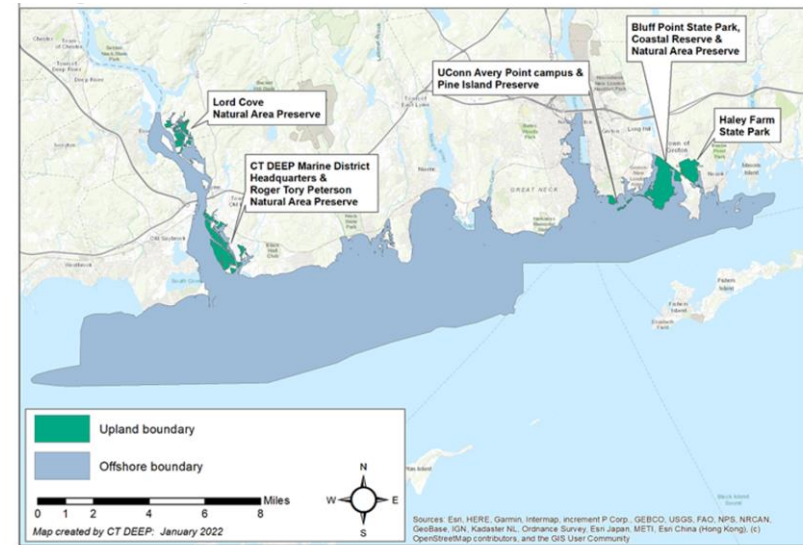 Bluff Point State Park,
Coastal Reserve &
Natural Area Preserve
UConn Avery Point campus &
Pine Island Preserve
Lord Cove
Natural Area Preserve
Haley Farm
State Park
CT DEEP Marine District
Headquarters &
Roger Tory Peterson
Natural Area Preserve
GREAT NECK
Upland boundary
Offshore boundary
N
W
E
S
0 1 2 4 6 8 Miles
Map created by CT DEEP: January 2022
Sources: Esri, HERE, Garmin, Intermap, increment P Corp., GEBCO, USGS, FAO, NPS, NRCAN,
GeoBase, IGN, Kadaster NL, Ordnance Survey, Esri Japan, METI, Esri China (Hong Kong), (c)
OpenStreetMap contributors, and the GIS User Community